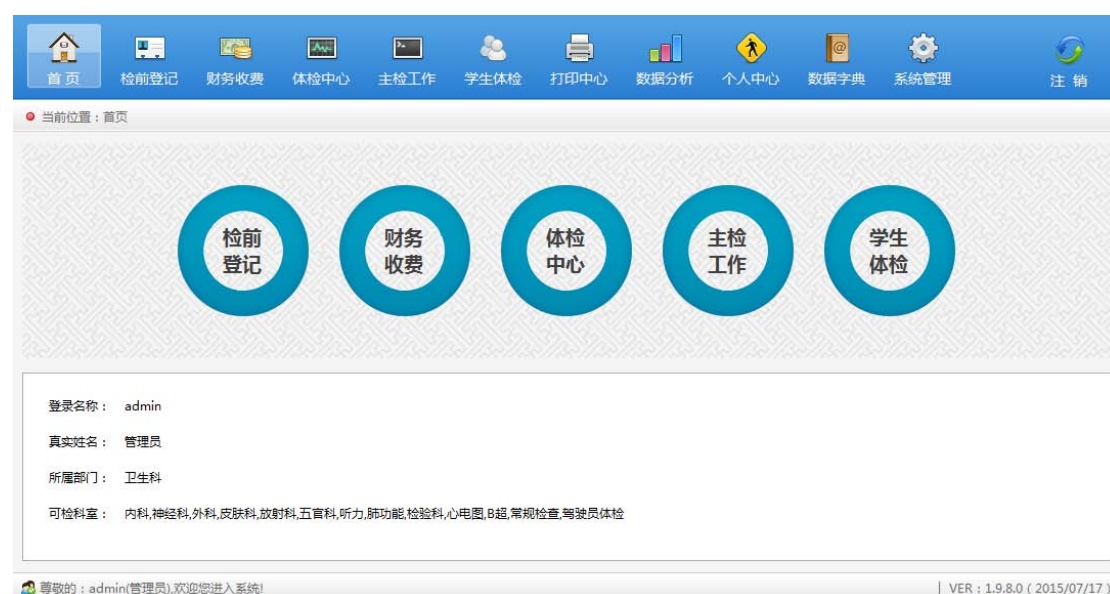 首页 检前登记 财务收费 体检中心 主检工作 学生体检 打印中心 数据分析 个人中心 数据字典 系统管理 注销
当前位置：首页
检前
登记
财务
收费
体检
中心
主检
工作
学生
体检
登录名称： admin
真实姓名： 管理员
所属部门： 卫生科
可检科室： 内科,神经科,外科,皮肤科,放射科,五官科,听力,肺功能,检验科,心电图,B超,常规检查,驾驶员体检
尊敬的：admin(管理员),欢迎您进入系统! | VER：1.9.8.0 ( 2015/07/17 )